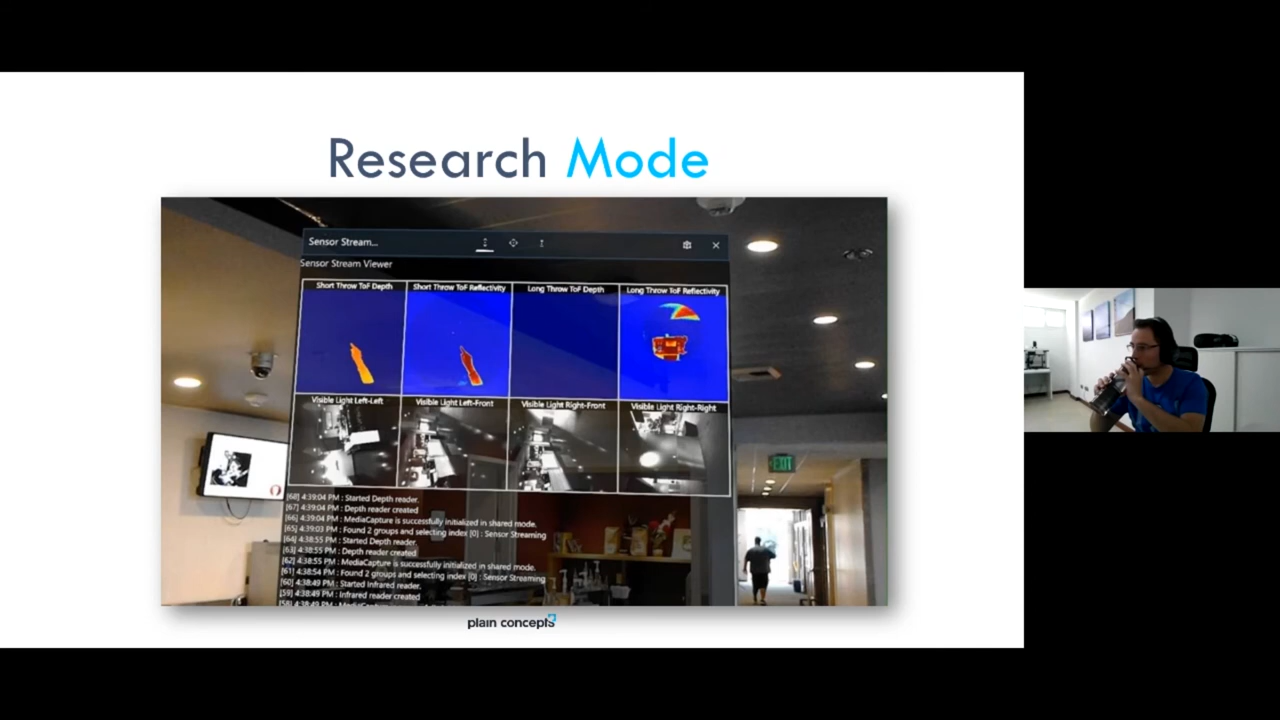 Research Mode
Sensor Stream...
Sensor Stream Viewer
Short Throw ToF Depth
Short Throw ToF Reflectivity
Long Throw ToF Depth
Long Throw ToF Reflectivity
Visible Light Left-Left
Visible Light Left-Front
Visible Light Right-Front
Visible Light Right-Right
[68] 4:39:04 PM : Started Depth reader.
[67] 4:39:04 PM : Depth reader created
[66] 4:39:04 PM : MediaCapture is successfully initialized in shared mode.
[65] 4:39:03 PM : Found 2 groups and selecting index [0] : Sensor Streaming
[64] 4:38:55 PM : Started Depth reader.
[63] 4:38:55 PM : Depth reader created
[62] 4:38:55 PM : MediaCapture is successfully initialized in shared mode.
[61] 4:38:54 PM : Found 2 groups and selecting index [0] : Sensor Streaming
[60] 4:38:49 PM : Started Infrared reader.
[59] 4:38:49 PM : Infrared reader created
EXIT
plain concepts